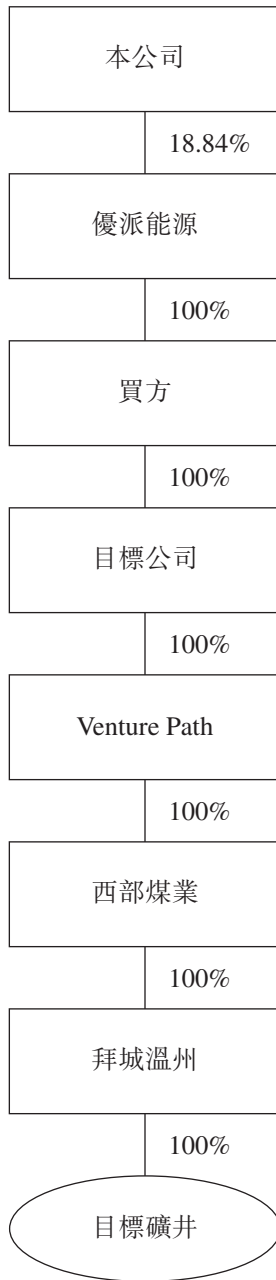 本公司
18.84%
優派能源
100%
買方
100%
目標公司
100%
Venture Path
100%
西部煤業
100%
拜城溫州
100%
目標礦井